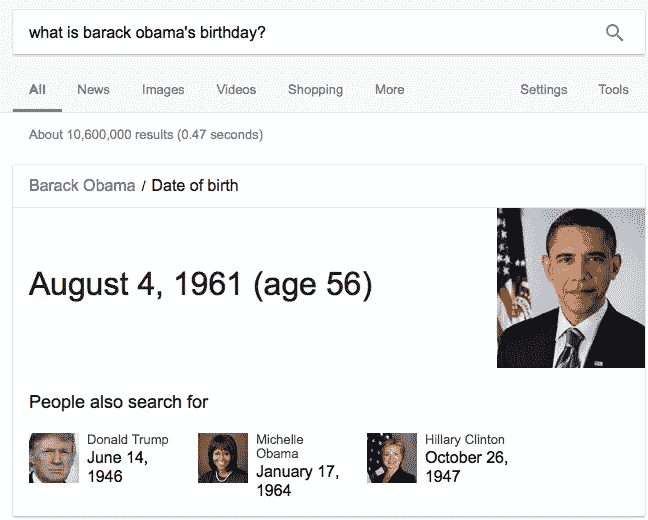 what is barack obama's birthday?
All News Images Videos Shopping More Settings Tools
About 10,600,000 results (0.47 seconds)
Barack Obama / Date of birth
August 4, 1961 (age 56)
People also search for
Donald Trump
June 14,
1946
Michelle
Obama
January 17,
1964
Hillary Clinton
October 26,
1947